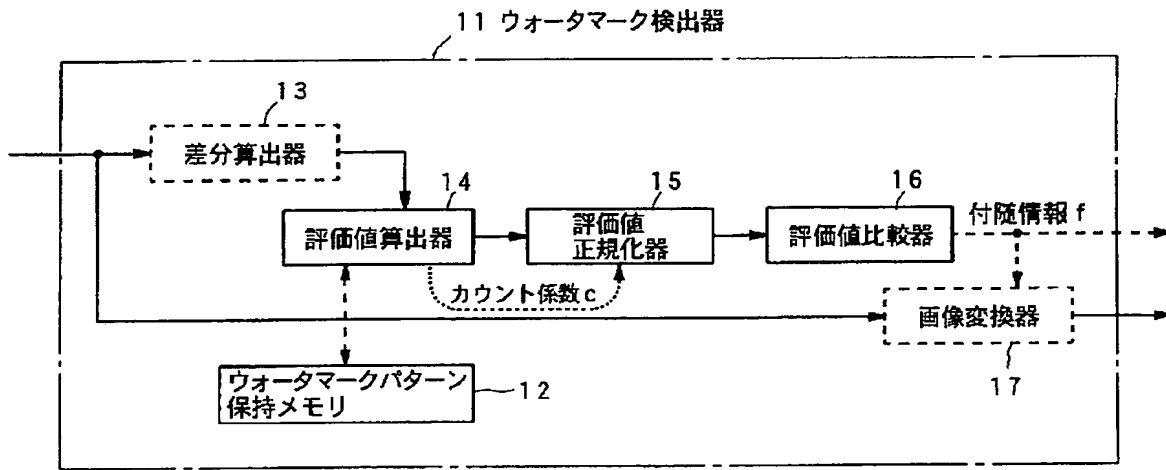 11 ウォータマーク検出器
13
差分算出器
14
評価値算出器
15
評価値
正規化器
16
評価値比較器
付随情報f
カウント係数c
画像変換器
17
ウォータマークパターン
保持メモリ
12